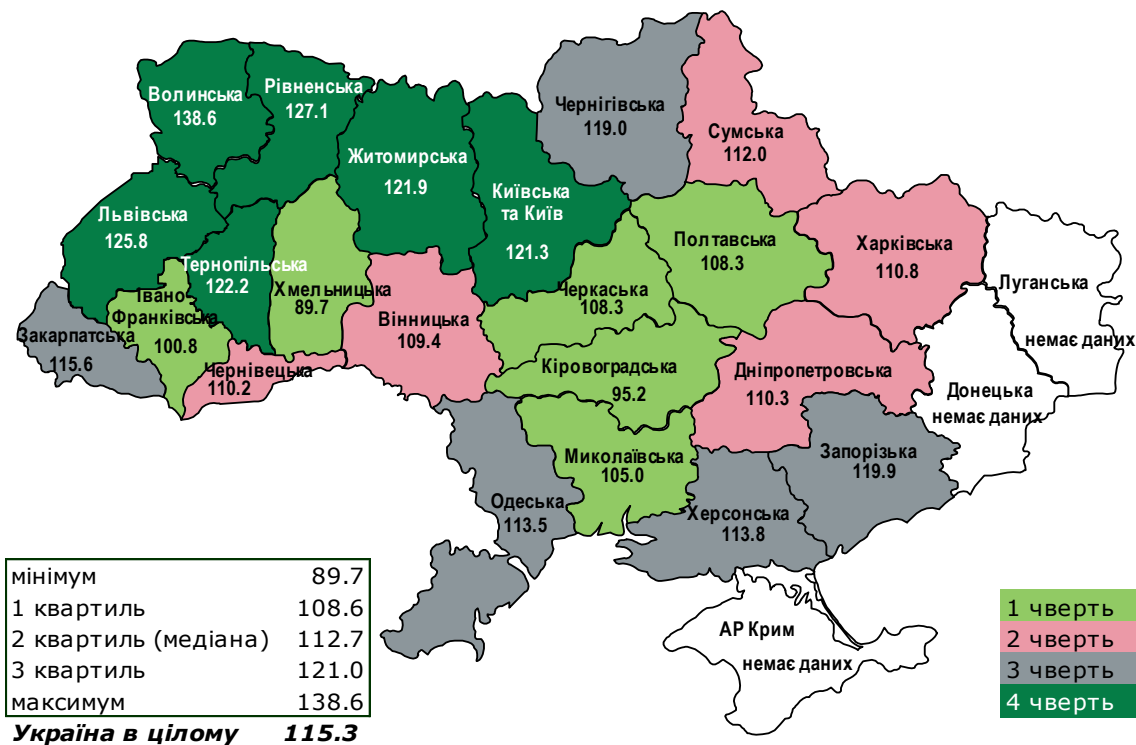 Волинська
138.6
Рівненська
127.1
Житомирська
121.9
Київська
та Київ
121.3
Чернігівська
119.0
Сумська
112.0
Львівська
125.8
Тернопільська
122.2
Хмельницька
89.7
Івано-
Франківська
100.8
Закарпатська
115.6
Чернівецька
110.2
Вінницька
109.4
Черкаська
108.3
Полтавська
108.3
Харківська
110.8
Луганська
немає даних
Донецька
немає даних
Кіровоградська
95.2
Дніпропетровська
110.3
Миколаївська
105.0
Одеська
113.5
Херсонська
113.8
Запорізька
119.9
АР Крим
немає даних
мінімум 89.7
1 квартиль 108.6
2 квартиль (медіана) 112.7
3 квартиль 121.0
максимум 138.6
Україна в цілому 115.3
1 чверть
2 чверть
3 чверть
4 чверть